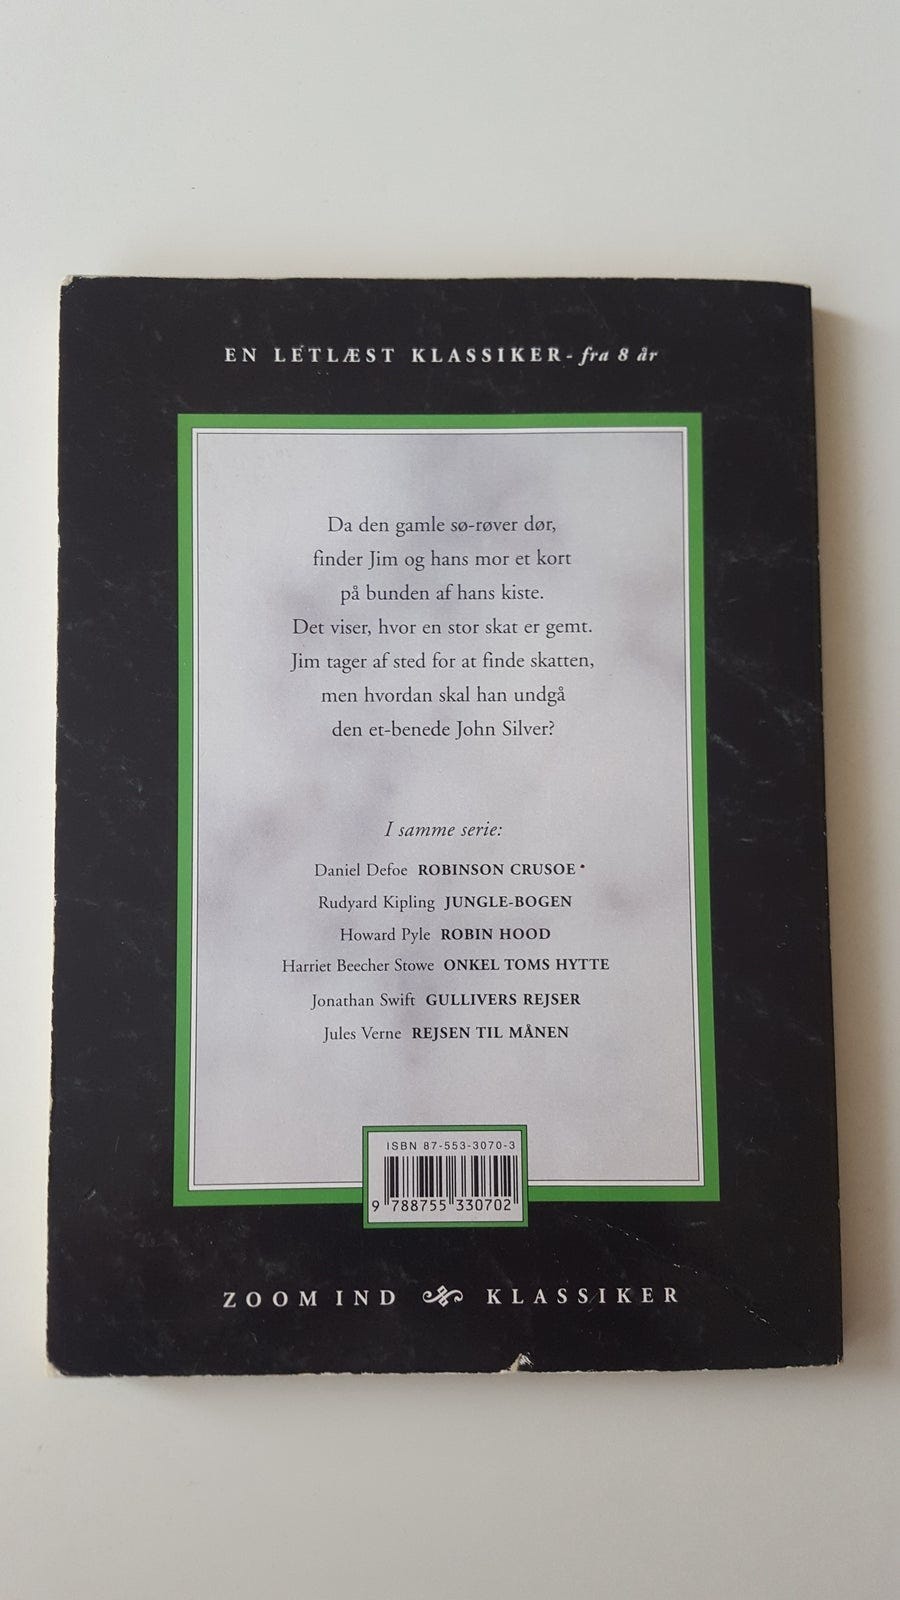 EN LETLÆST KLASSIKER - fra 8 år
Da den gamle sø-røver dør,
finder Jim og hans mor et kort
på bunden af hans kiste.
Det viser, hvor en stor skat er gemt.
Jim tager af sted for at finde skatten,
men hvordan skal han undgå
den et-benede John Silver?
I samme serie:
Daniel Defoe ROBINSON CRUSOE
Rudyard Kipling JUNGLE-BOGEN
Howard Pyle ROBIN HOOD
Harriet Beecher Stowe ONKEL TOMS HYTTE
Jonathan Swift GULLIVERS REJSER
Jules Verne REJSEN TIL MÅNEN
ISBN 87-553-3070-3
9 788755 330702
ZOOM IND KLASSIKER